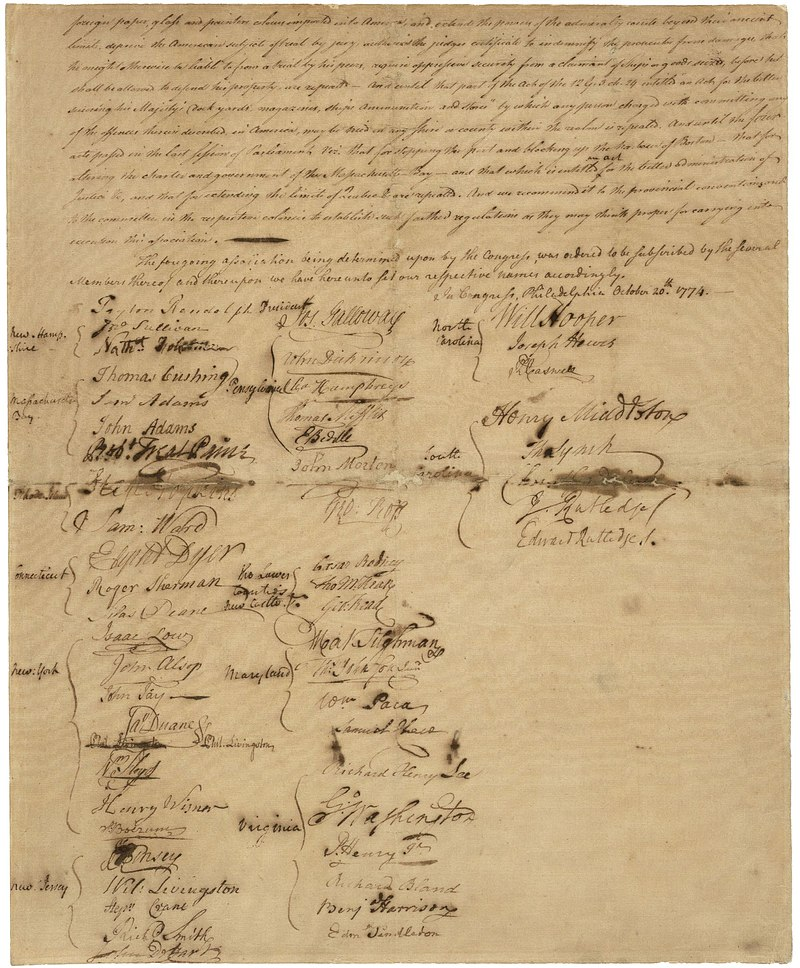 foreign paper, glass and painters colours imported into America, and extend the powers of the admiralty courts beyond their ancient
limits, deprive the American subject of trial by jury, authorise the judges certificate to indemnify the prosecutor from damages that
he might otherwise be liable to from a trial by his peers, require oppressive security from a claimant of ships or goods seized, before he
shall be allowed to defend his property, are repealed — And until that part of the Act of the 12 G. 3. ch. 24 entitled an Act for the better
securing his Majesty's Dock yards magazines, ships Ammunition and stores by which any person charged with committing any
of the offences therein described, in America, may be tried in any shire or county within the realm is repealed. And until the four
acts passed in the last session of Parliament, Viz. that for stopping the port and blocking up the harbour of Boston — that for
altering the charter and government of the Massachusetts Bay — and that which is entitled an act for the better administration of
Justice &c, and that for extending the limits of Quebec &c are repealed. And we recommend it to the provincial conventions, and
to the committees in the respective colonies to establish such farther regulations as they may think proper for carrying into
execution this association.
The foregoing association being determined upon by the Congress, was ordered to be subscribed by the several
Members thereof and thereupon we have hereunto set our respective names accordingly.
In Congress, Philadelphia October 20th. 1774. —
Peyton Randolph President
New Hamp-
shire
Jno. Sullivan
Nathl.
Massachusetts
Bay
Thomas Cushing
Saml Adams
John Adams
Robt. Treat Paine
Rhode Island
Step Hopkins
Sam: Ward
Connecticut
Elipht Dyer
Roger Sherman
Silas Deane
New-York
Isaac Low
John Alsop
John Jay
Jas. Duane
Phil. Livingston
Wm Floyd
Henry Wisner
S Boerum
New Jersey
J Kinsey
Wil: Livingston
Stepn. Crane
Richd Smith
John De Hart
Pensylvania
Jos. Galloway
John Dickinson
Cha Humphreys
Thomas Mifflin
E Biddle
John Morton
Geo: Ross
The Lower
Counties
New Castle
Caesar Rodney
Tho M:Kean
Geo Read
Maryland
Mat Tilghman
Ths Johnson Junr
Wm Paca
Samuel Chase
Virginia
Richard Henry Lee
Go Washington
P. Henry Jr
Richard Bland
Benja Harrison
Edmd Pendleton
North
Carolina
Will Hooper
Joseph Hewes
Rd Caswell
South
Carolina
Henry Middleton
Tho Lynch
J Rutledge
Edward Rutledge